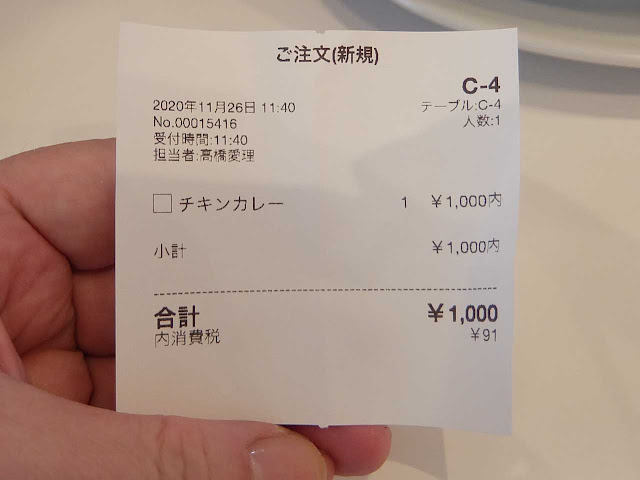 ご注文(新規)
C-4
2020年11月26日 11:40
テーブル:C-4
No.00015416
人数:1
受付時間:11:40
担当者:高橋愛理
チキンカレー 1 ¥1,000内
小計 ¥1,000内
合計 ¥1,000
内消費税 ¥91